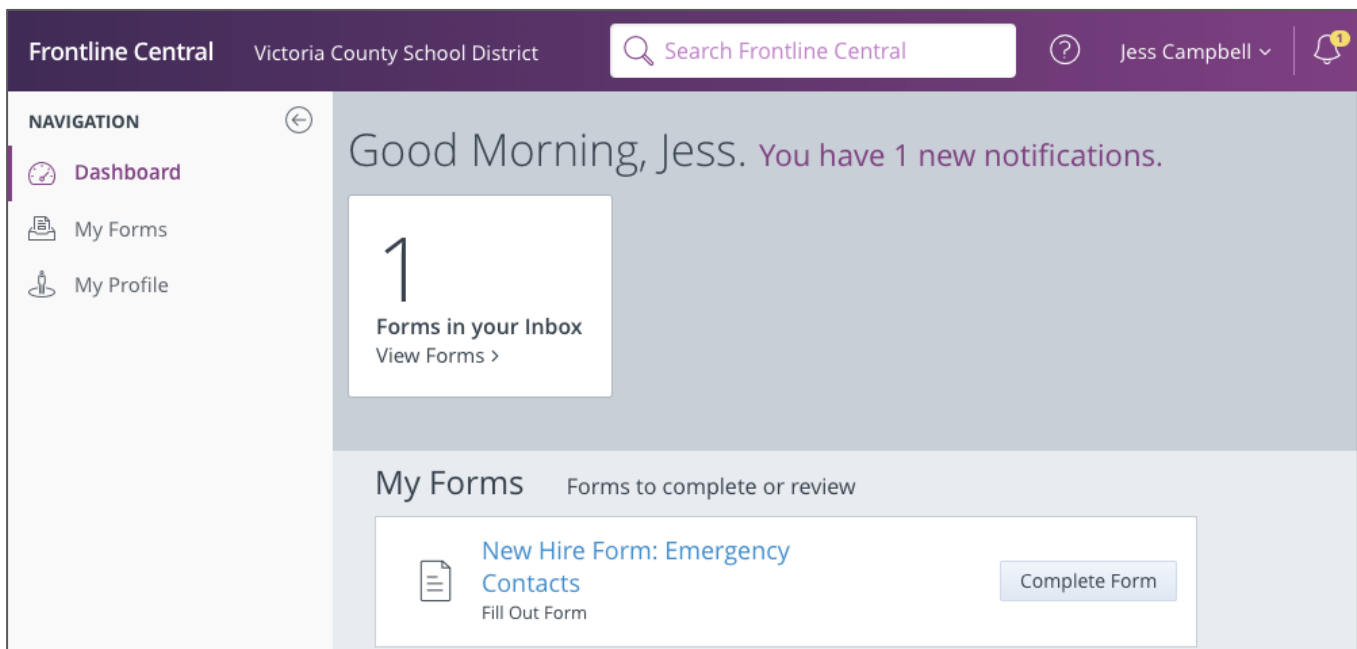 Frontline Central
Victoria County School District
Search Frontline Central
?
Jess Campbell
1
NAVIGATION
Dashboard
My Forms
My Profile
Good Morning, Jess. You have 1 new notifications.
1
Forms in your Inbox
View Forms >
My Forms
Forms to complete or review
New Hire Form: Emergency
Contacts
Fill Out Form
Complete Form